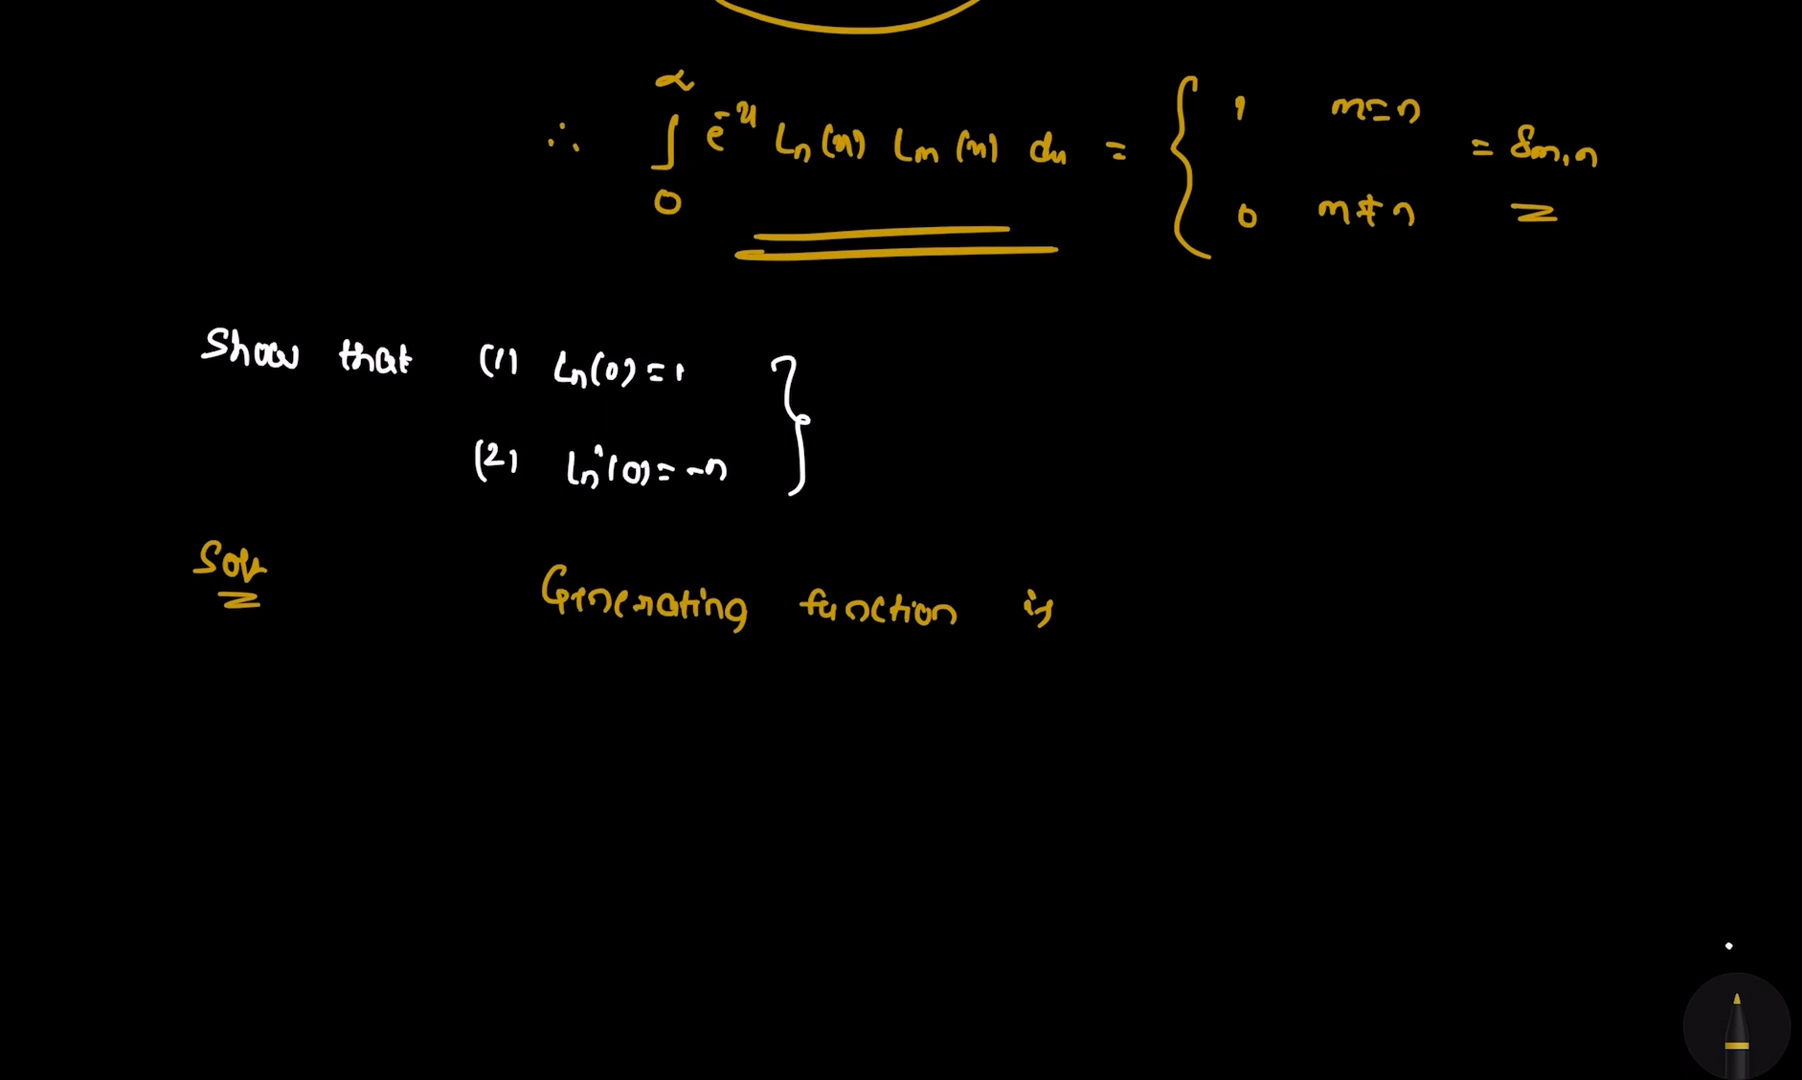 ∴ ∫₀^∝ e^-x Ln(x) Lm(x) dx = { 1 m=n
0 m≠n = δm,n
Show that (1) Ln(0)=1
(2) Ln'(0)=-n
Soln
Generating function is